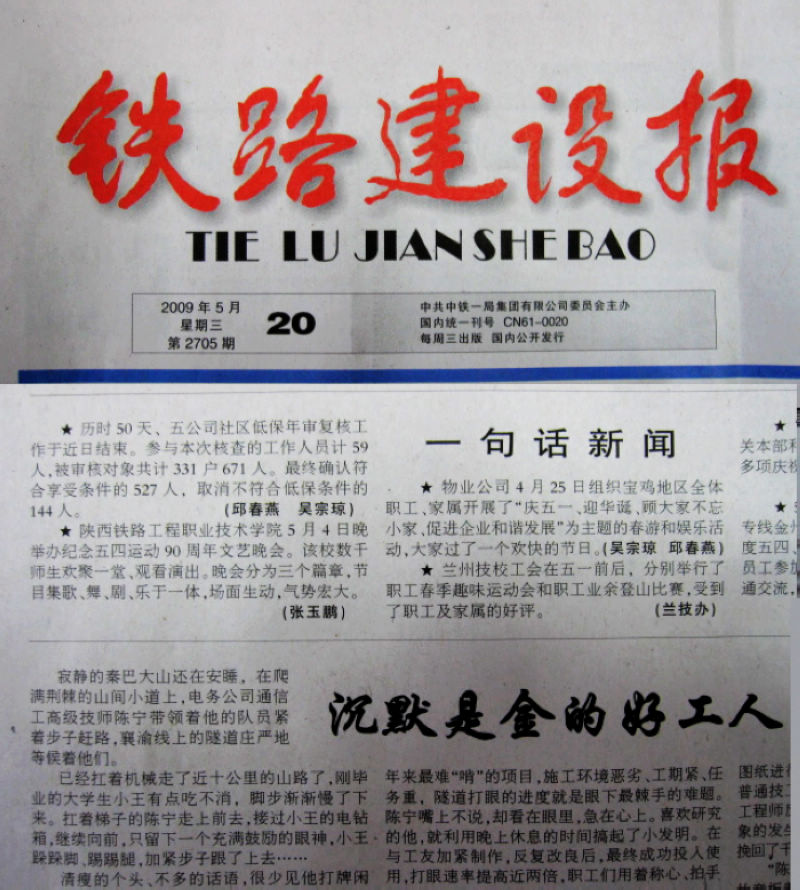 铁路建设报
TIE LU JIAN SHE BAO
2009年5月
星期三
第2705期
20
中共中铁一局集团有限公司委员会主办
国内统一刊号 CN61-0020
每周三出版 国内公开发行
★ 历时50天、五公司社区低保年审复核工
作于近日结束。参与本次核查的工作人员计59
人,被审核对象共计331户671人。最终确认符
合享受条件的527人，取消不符合低保条件的
144人。 (邱春燕 吴宗琼)
★ 陕西铁路工程职业技术学院5月4日晚
举办纪念五四运动90周年文艺晚会。该校数千
师生欢聚一堂、观看演出。晚会分为三个篇章,节
目集歌、舞、剧、乐于一体,场面生动,气势宏大。
(张玉鹏)
一句话新闻
★ 物业公司4月25日组织宝鸡地区全体
职工、家属开展了“庆五一、迎华诞、顾大家不忘
小家、促进企业和谐发展”为主题的春游和娱乐活
动,大家过了一个欢快的节日。(吴宗琼 邱春燕)
★ 兰州技校工会在五一前后，分别举行了
职工春季趣味运动会和职工业余登山比赛,受到
了职工及家属的好评。 (兰技办)
★
关本部和
多项庆祝
★
专线金州
度五四、
员工参加
通交流,
寂静的秦巴大山还在安睡，在爬
满荆棘的山间小道上,电务公司通信
工高级技师陈宁带领着他的队员紧
着步子赶路,襄渝线上的隧道庄严地
等侯着他们。
已经扛着机械走了近十公里的山路了,刚毕
业的大学生小王有点吃不消，脚步渐渐慢了下
来。扛着梯子的陈宁走上前去，接过小王的电钻
箱,继续向前,只留下一个充满鼓励的眼神,小王
跺跺脚、踢踢腿,加紧步子跟了上去……
清瘦的个头、不多的话语,很少见他打牌闲
沉默是金的好工人
年来最难“啃”的项目,施工环境恶劣、工期紧、任
务重，隧道打眼的进度就是眼下最棘手的难题。
陈宁嘴上不说,却看在眼里,急在心上。喜欢研究
的他,就利用晚上休息的时间搞起了小发明。在
与工友加紧制作，反复改良后,最终成功投入使
用,打眼速率提高近两倍,职工们用着称心、拍手
图纸进
普通技工
工程师
象的发生
挽回了千
“陈